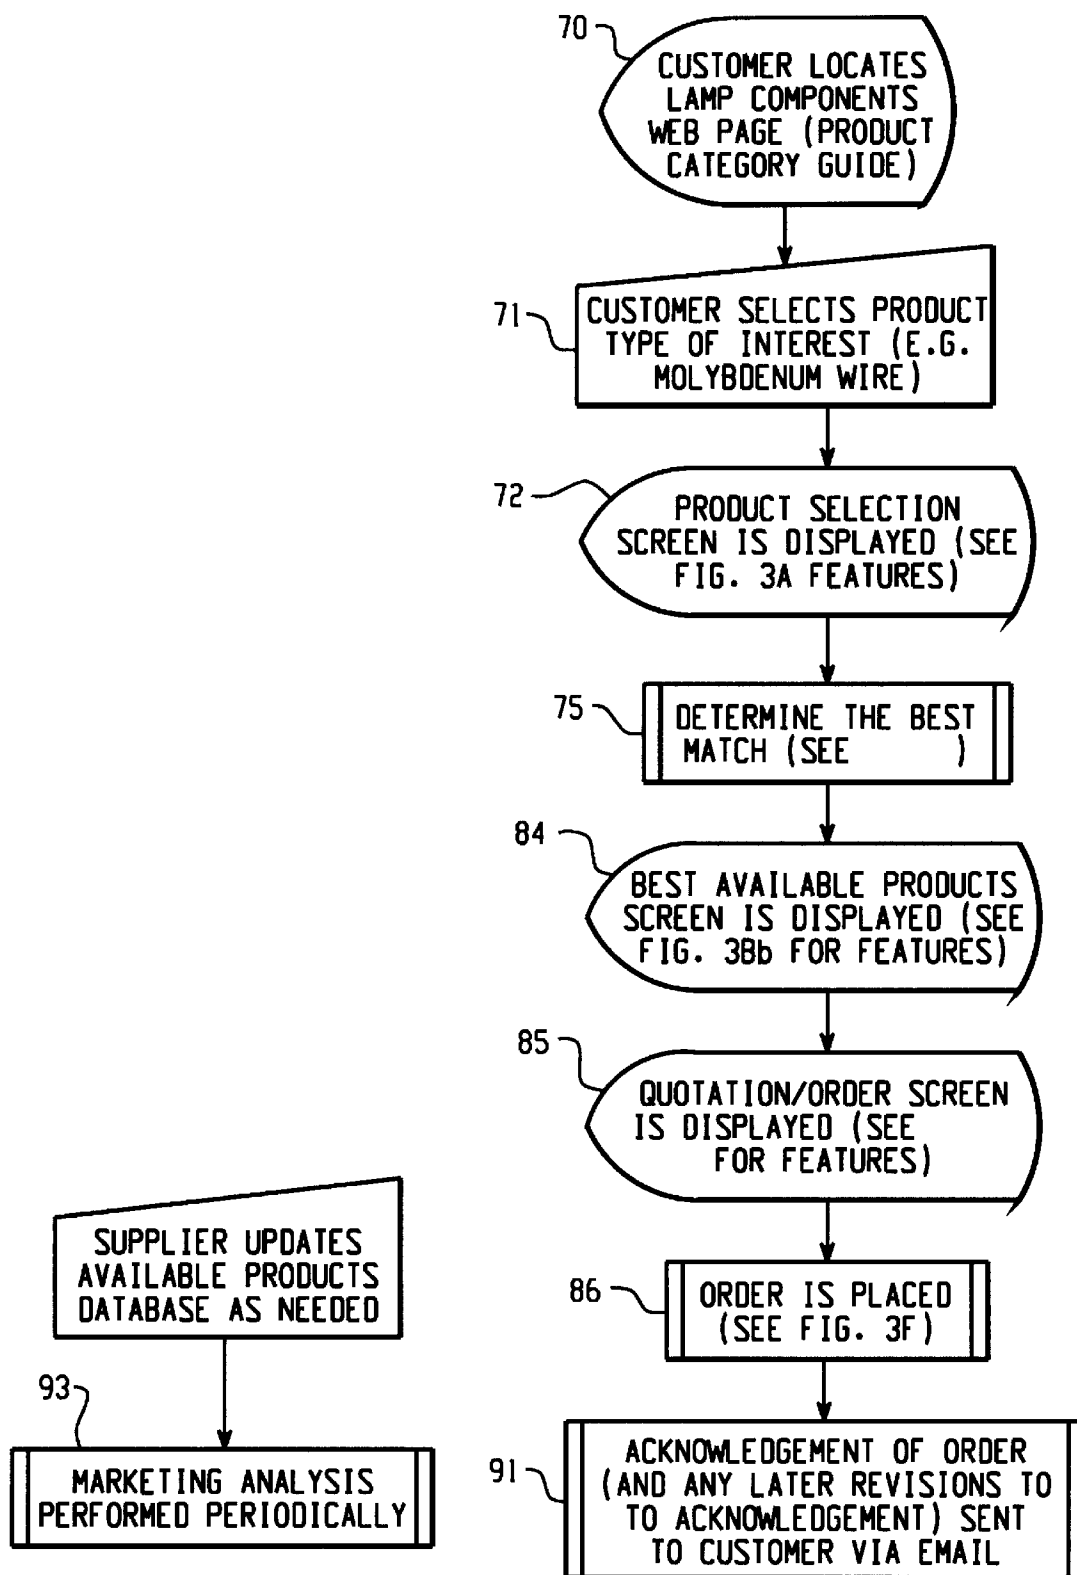 70
CUSTOMER LOCATES
LAMP COMPONENTS
WEB PAGE (PRODUCT
CATEGORY GUIDE)
71
CUSTOMER SELECTS PRODUCT
TYPE OF INTEREST (E.G.
MOLYBDENUM WIRE)
72
PRODUCT SELECTION
SCREEN IS DISPLAYED (SEE
FIG. 3A FEATURES)
75
DETERMINE THE BEST
MATCH (SEE )
84
BEST AVAILABLE PRODUCTS
SCREEN IS DISPLAYED (SEE
FIG. 3Bb FOR FEATURES)
85
QUOTATION/ORDER SCREEN
IS DISPLAYED (SEE
FOR FEATURES)
86
ORDER IS PLACED
(SEE FIG. 3F)
91
ACKNOWLEDGEMENT OF ORDER
(AND ANY LATER REVISIONS TO
TO ACKNOWLEDGEMENT) SENT
TO CUSTOMER VIA EMAIL
SUPPLIER UPDATES
AVAILABLE PRODUCTS
DATABASE AS NEEDED
93
MARKETING ANALYSIS
PERFORMED PERIODICALLY